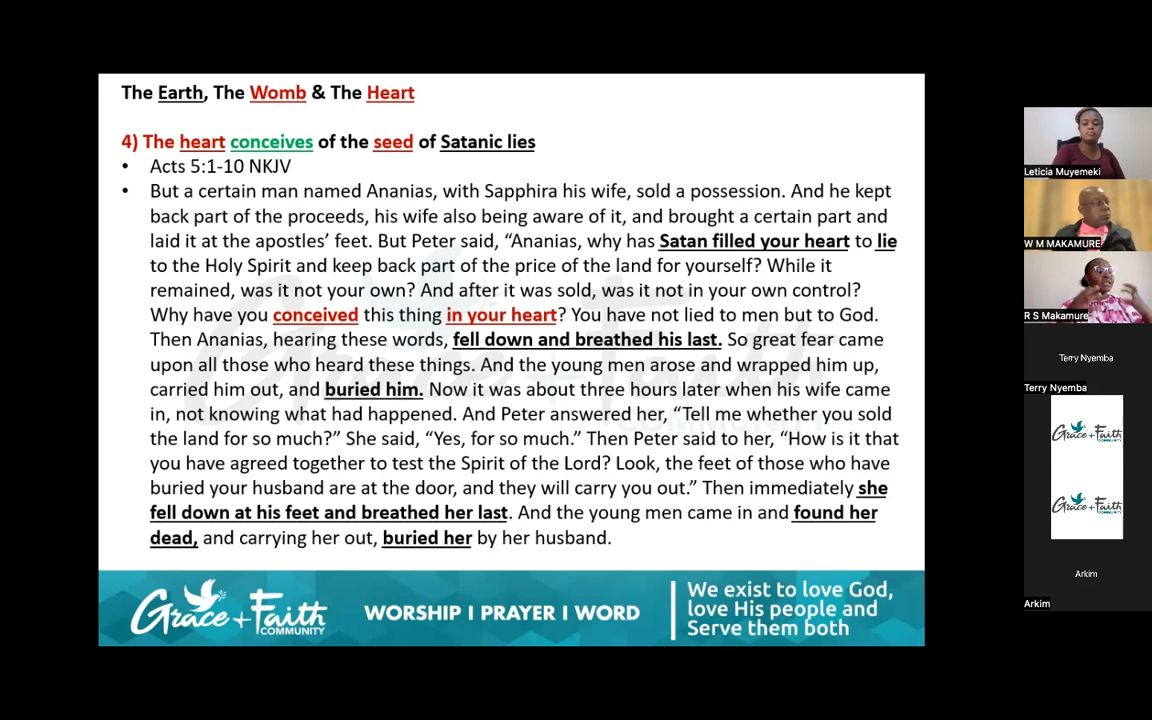 The Earth, The Womb & The Heart
4) The heart conceives of the seed of Satanic lies
• Acts 5:1-10 NKJV
• But a certain man named Ananias, with Sapphira his wife, sold a possession. And he kept
back part of the proceeds, his wife also being aware of it, and brought a certain part and
laid it at the apostles’ feet. But Peter said, “Ananias, why has Satan filled your heart to lie
to the Holy Spirit and keep back part of the price of the land for yourself? While it
remained, was it not your own? And after it was sold, was it not in your own control?
Why have you conceived this thing in your heart? You have not lied to men but to God.
Then Ananias, hearing these words, fell down and breathed his last. So great fear came
upon all those who heard these things. And the young men arose and wrapped him up,
carried him out, and buried him. Now it was about three hours later when his wife came
in, not knowing what had happened. And Peter answered her, “Tell me whether you sold
the land for so much?” She said, “Yes, for so much.” Then Peter said to her, “How is it that
you have agreed together to test the Spirit of the Lord? Look, the feet of those who have
buried your husband are at the door, and they will carry you out.” Then immediately she
fell down at his feet and breathed her last. And the young men came in and found her
dead, and carrying her out, buried her by her husband.
Grace + Faith
COMMUNITY
WORSHIP I PRAYER I WORD
We exist to love God,
love His people and
Serve them both
Leticia Muyemeki
W M MAKAMURE
R S Makamure
Terry Nyemba
Terry Nyemba
Grace + Faith
COMMUNITY
Grace + Faith
COMMUNITY
Arkim
Arkim